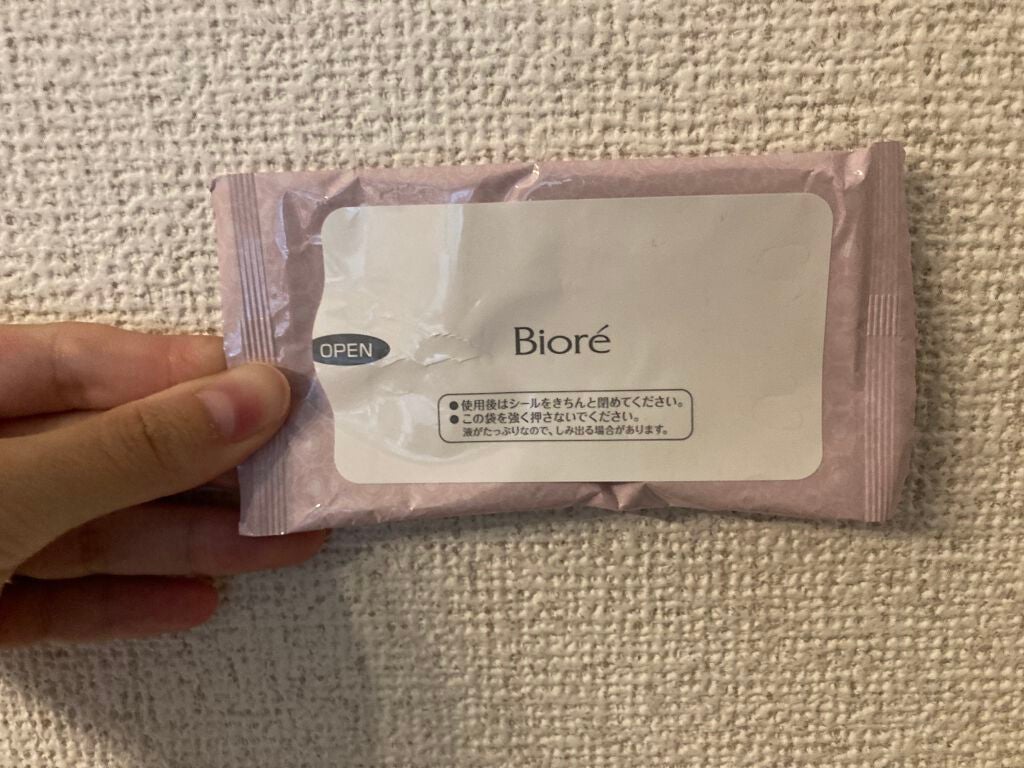 OPEN
Bioré
●使用後はシールをきちんと閉めてください。
●この袋を強く押さないでください。
液がたっぷりなので、しみ出る場合があります。